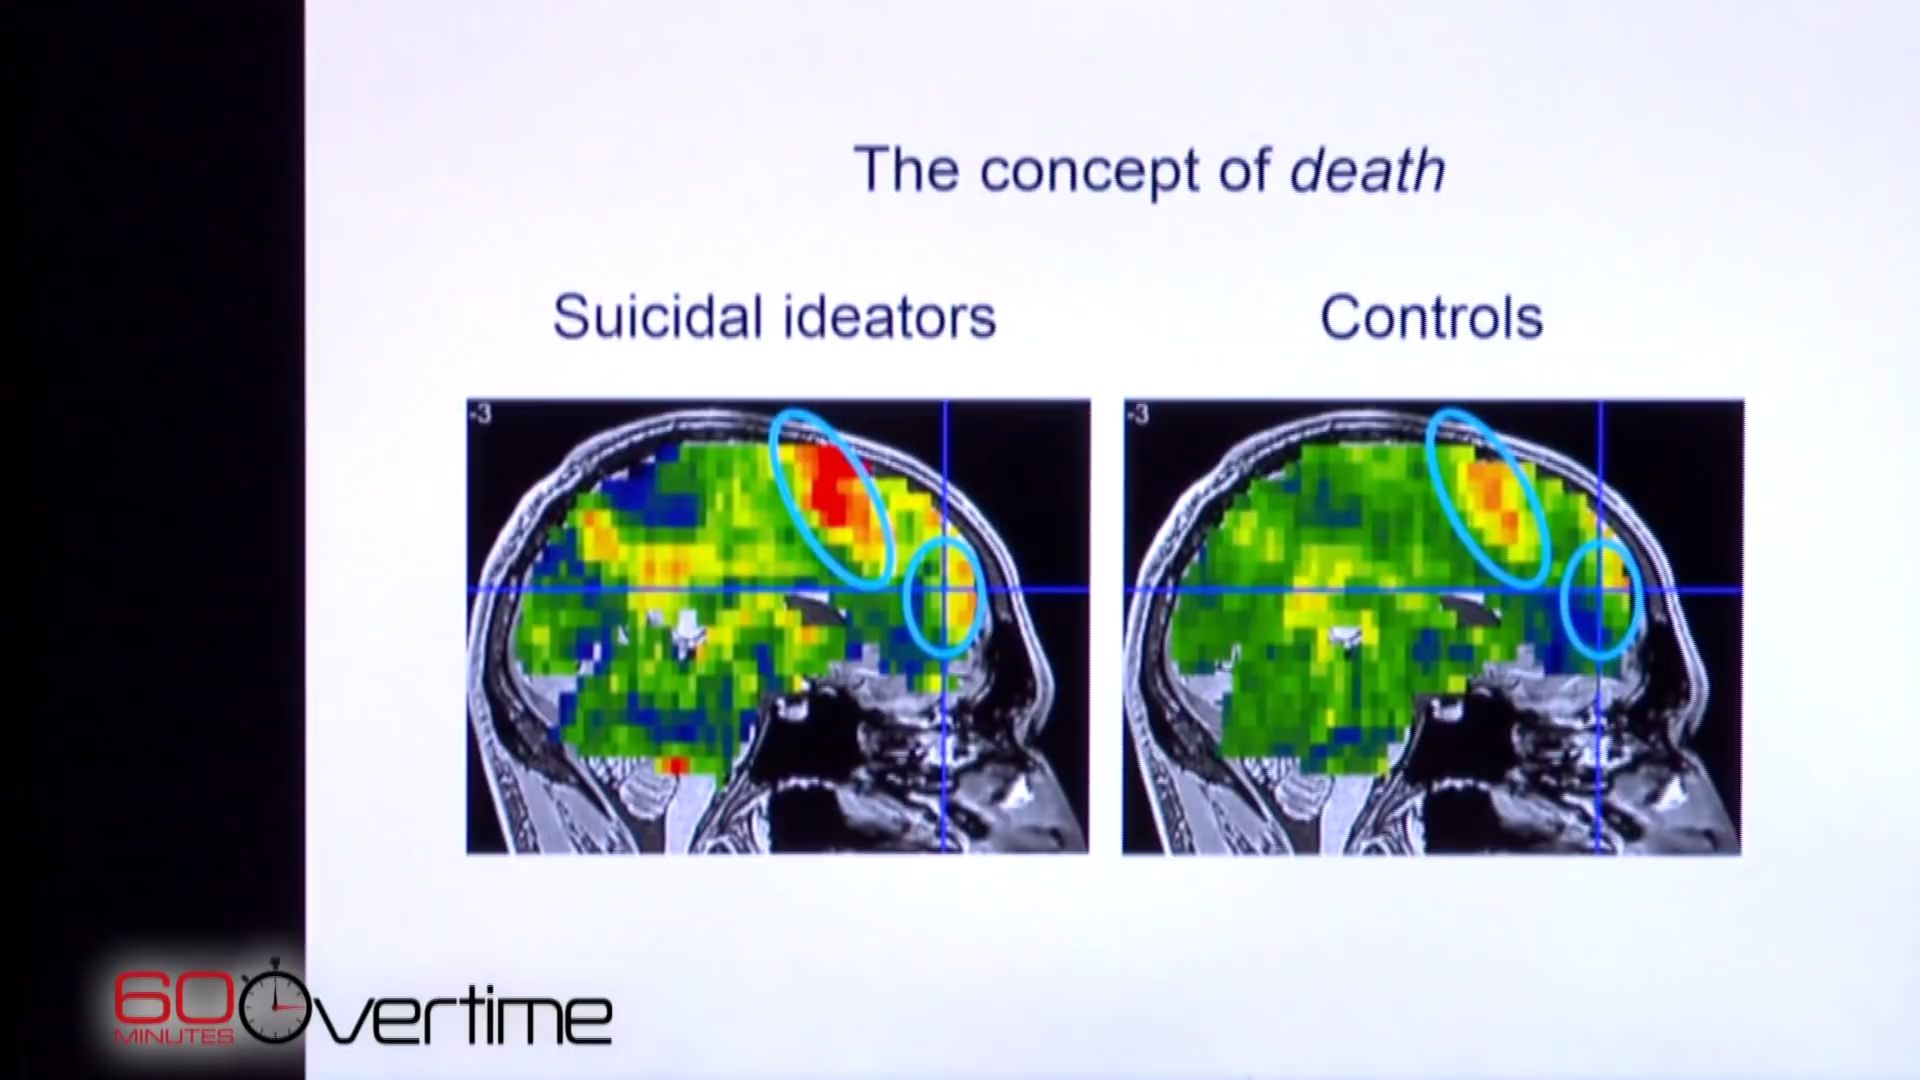 The concept of death
Suicidal ideators
Controls
-3
-3
60 Overtime
MINUTES